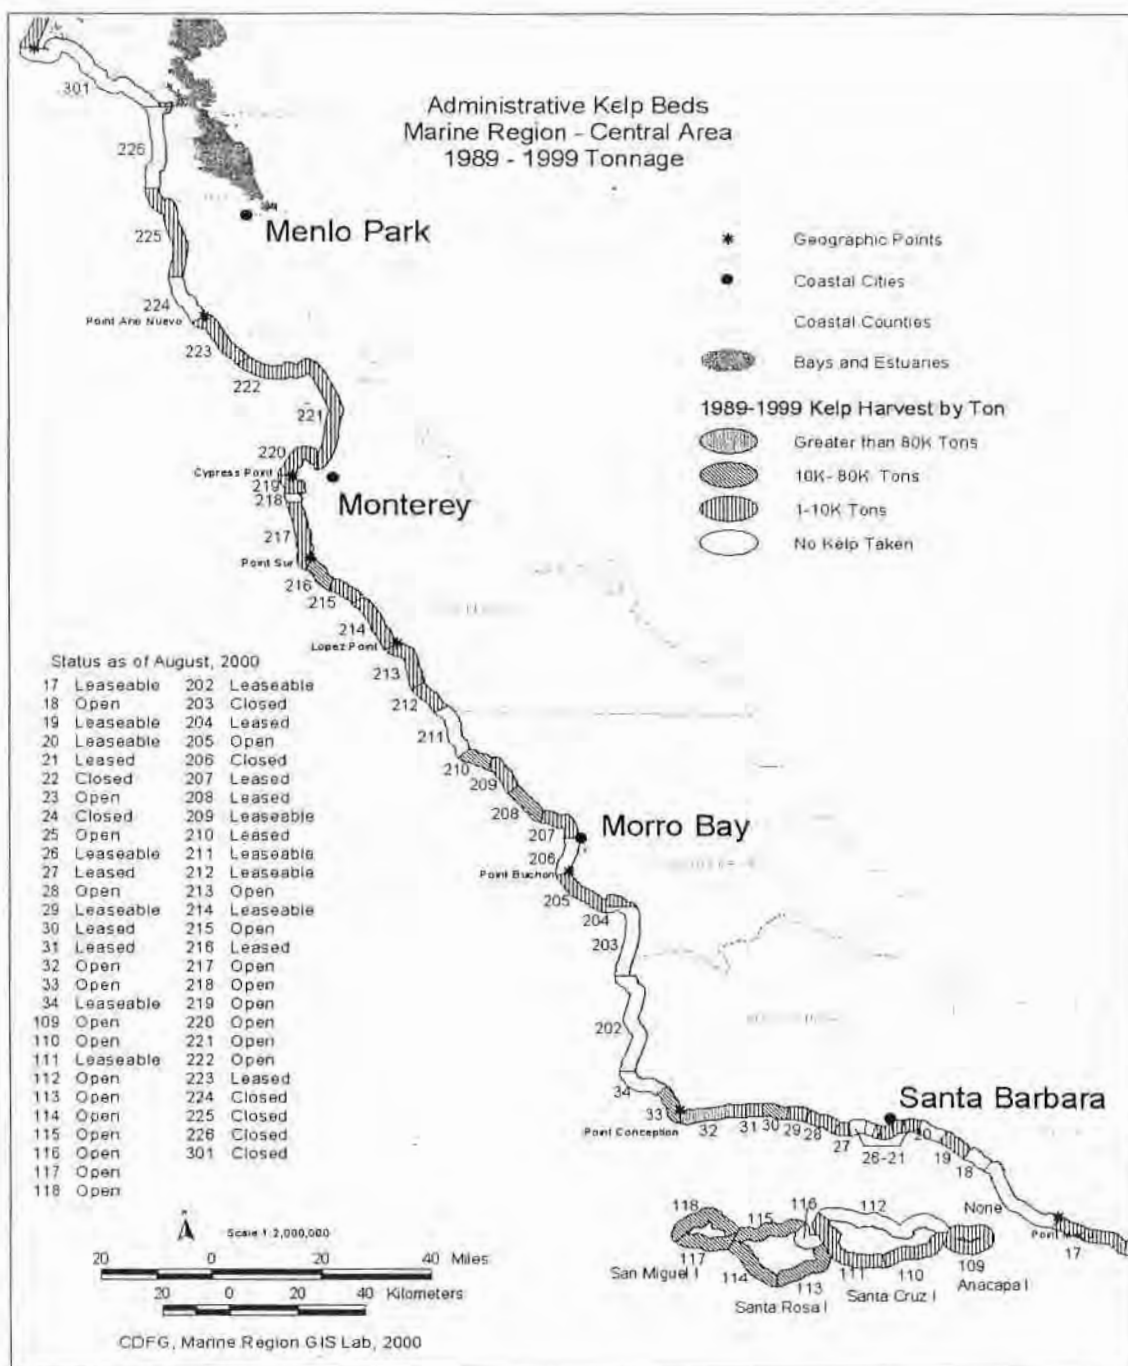 Administrative Kelp Beds
Marine Region - Central Area
1989 - 1999 Tonnage
301
226
225
Menlo Park
224
Point Ano Nuevo
223
222
221
220
Cypress Point
219
218
Monterey
217
Point Sur
216
215
214
Lopez Point
213
212
211
210
209
208
207
Morro Bay
206
Point Buchon
205
204
203
202
34
33
Point Conception
32
31
30
29
28
27
26-21
Santa Barbara
20
19
18
None
Point
17
118
117
San Miguel I
116
115
114
113
Santa Rosa I
112
111
110
Santa Cruz I
109
Anacapa I
Geographic Points
Coastal Cities
Coastal Counties
Bays and Estuaries
1989-1999 Kelp Harvest by Ton
Greater than 80K Tons
10K- 80K Tons
1-10K Tons
No Kelp Taken
Status as of August, 2000
17 Leaseable 202 Leaseable
18 Open 203 Closed
19 Leaseable 204 Leased
20 Leaseable 205 Open
21 Leased 206 Closed
22 Closed 207 Leased
23 Open 208 Leased
24 Closed 209 Leaseable
25 Open 210 Leased
26 Leaseable 211 Leaseable
27 Leased 212 Leaseable
28 Open 213 Open
29 Leaseable 214 Leaseable
30 Leased 215 Open
31 Leased 216 Leased
32 Open 217 Open
33 Open 218 Open
34 Leaseable 219 Open
109 Open 220 Open
110 Open 221 Open
111 Leaseable 222 Open
112 Open 223 Leased
113 Open 224 Closed
114 Open 225 Closed
115 Open 226 Closed
116 Open 301 Closed
117 Open
118 Open
Scale 1:2,000,000
20 0 20 40 Miles
20 0 20 40 Kilometers
CDFG, Marine Region GIS Lab, 2000